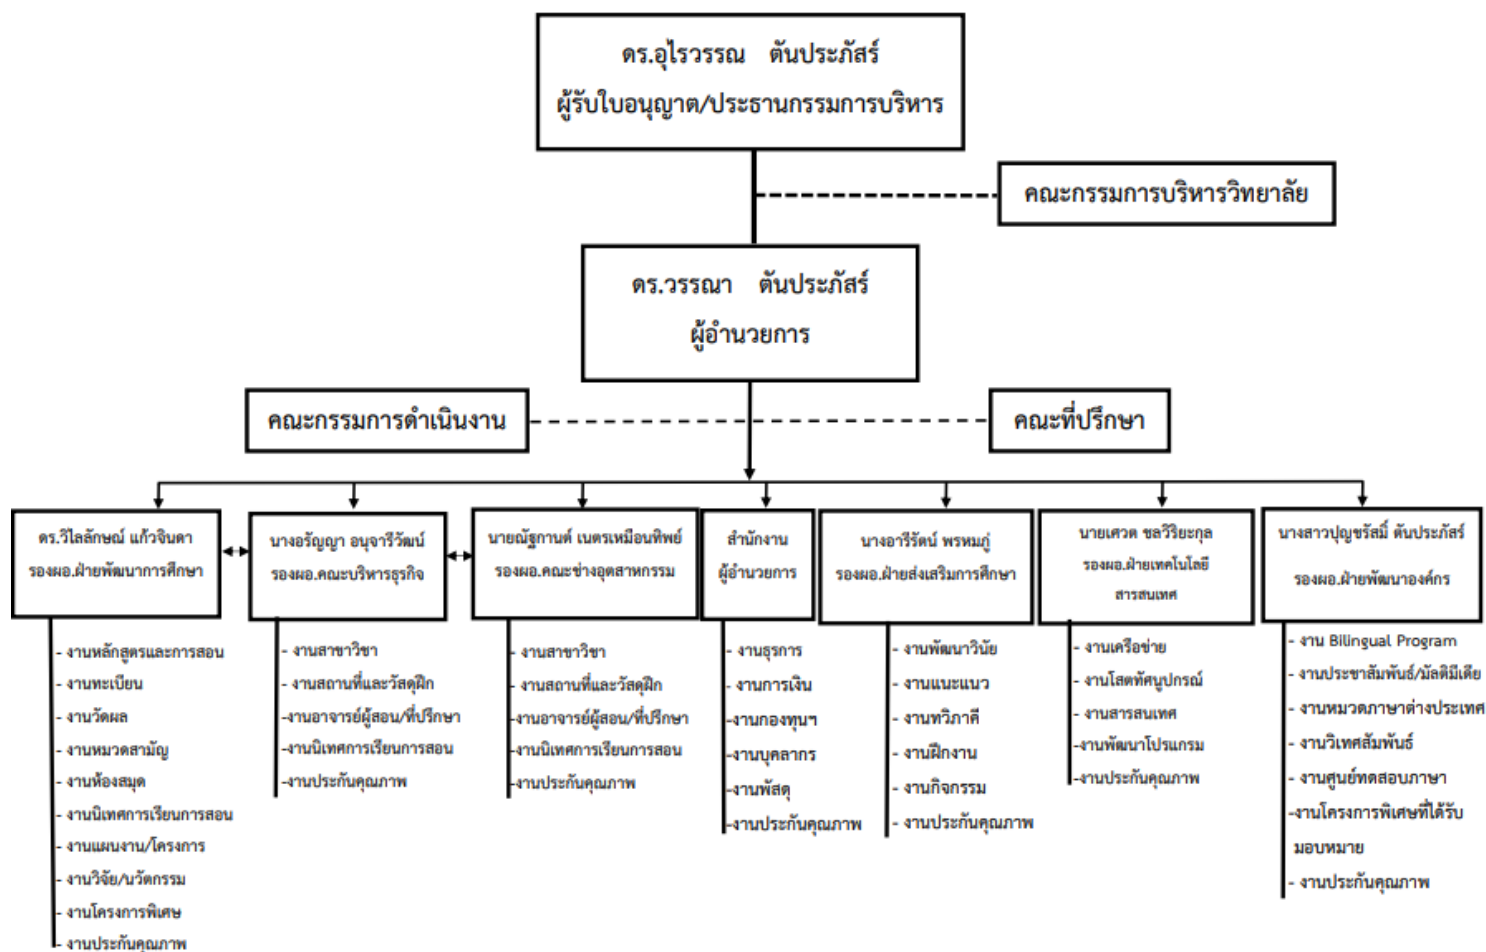 ดร.อุไรวรรณ ตันประภัสร์
ผู้รับใบอนุญาต/ประธานกรรมการบริหาร
คณะกรรมการบริหารวิทยาลัย
ดร.วรรณา ตันประภัสร์
ผู้อำนวยการ
คณะกรรมการดำเนินงาน
คณะที่ปรึกษา
ดร.วิไลลักษณ์ แก้วจินดา
รองผอ.ฝ่ายพัฒนาการศึกษา
- งานหลักสูตรและการสอน
- งานทะเบียน
- งานวัดผล
- งานหมวดสามัญ
- งานห้องสมุด
- งานนิเทศการเรียนการสอน
- งานแผนงาน/โครงการ
- งานวิจัย/นวัตกรรม
- งานโครงการพิเศษ
- งานประกันคุณภาพ
นางอรัญญา อนุจารีวัฒน์
รองผอ.คณะบริหารธุรกิจ
- งานสาขาวิชา
- งานสถานที่และวัสดุฝึก
-งานอาจารย์ผู้สอน/ที่ปรึกษา
-งานนิเทศการเรียนการสอน
-งานประกันคุณภาพ
นายณัฐกานต์ เนตรเหมือนทิพย์
รองผอ.คณะช่างอุตสาหกรรม
- งานสาขาวิชา
-งานสถานที่และวัสดุฝึก
-งานอาจารย์ผู้สอน/ที่ปรึกษา
-งานนิเทศการเรียนการสอน
-งานประกันคุณภาพ
สำนักงาน
ผู้อำนวยการ
- งานธุรการ
- งานการเงิน
-งานกองทุนฯ
-งานบุคลากร
-งานพัสดุ
-งานประกันคุณภาพ
นางอารีรัตน์ พรหมภู่
รองผอ.ฝ่ายส่งเสริมการศึกษา
- งานพัฒนาวินัย
- งานแนะแนว
- งานทวิภาคี
- งานฝึกงาน
- งานกิจกรรม
- งานประกันคุณภาพ
นายเศวต ชลวิริยะกุล
รองผอ.ฝ่ายเทคโนโลยี
สารสนเทศ
- งานเครือข่าย
- งานโสตทัศนูปกรณ์
- งานสารสนเทศ
-งานพัฒนาโปรแกรม
-งานประกันคุณภาพ
นางสาวปุญชรัสมิ์ ตันประภัสร์
รองผอ.ฝ่ายพัฒนาองค์กร
- งาน Bilingual Program
-งานประชาสัมพันธ์/มัลติมีเดีย
-งานหมวดภาษาต่างประเทศ
- งานวิเทศสัมพันธ์
- งานศูนย์ทดสอบภาษา
-งานโครงการพิเศษที่ได้รับ
มอบหมาย
- งานประกันคุณภาพ